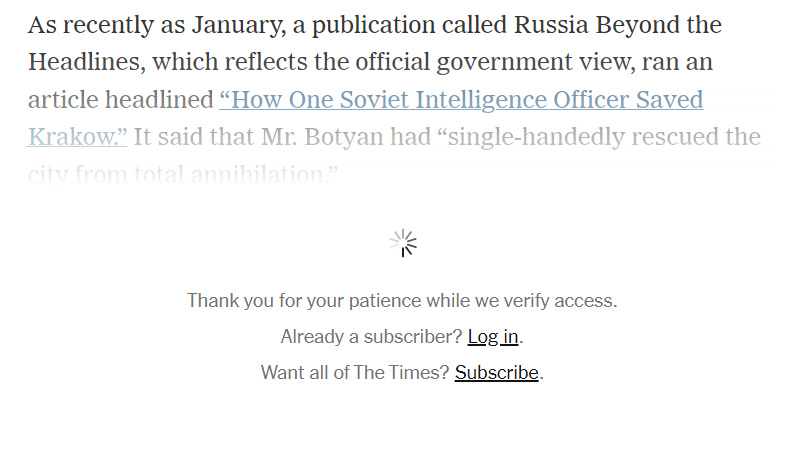 As recently as January, a publication called Russia Beyond the
Headlines, which reflects the official government view, ran an
article headlined “How One Soviet Intelligence Officer Saved
Krakow.” It said that Mr. Botyan had “single-handedly rescued the
city from total annihilation.”
Thank you for your patience while we verify access.
Already a subscriber? Log in.
Want all of The Times? Subscribe.